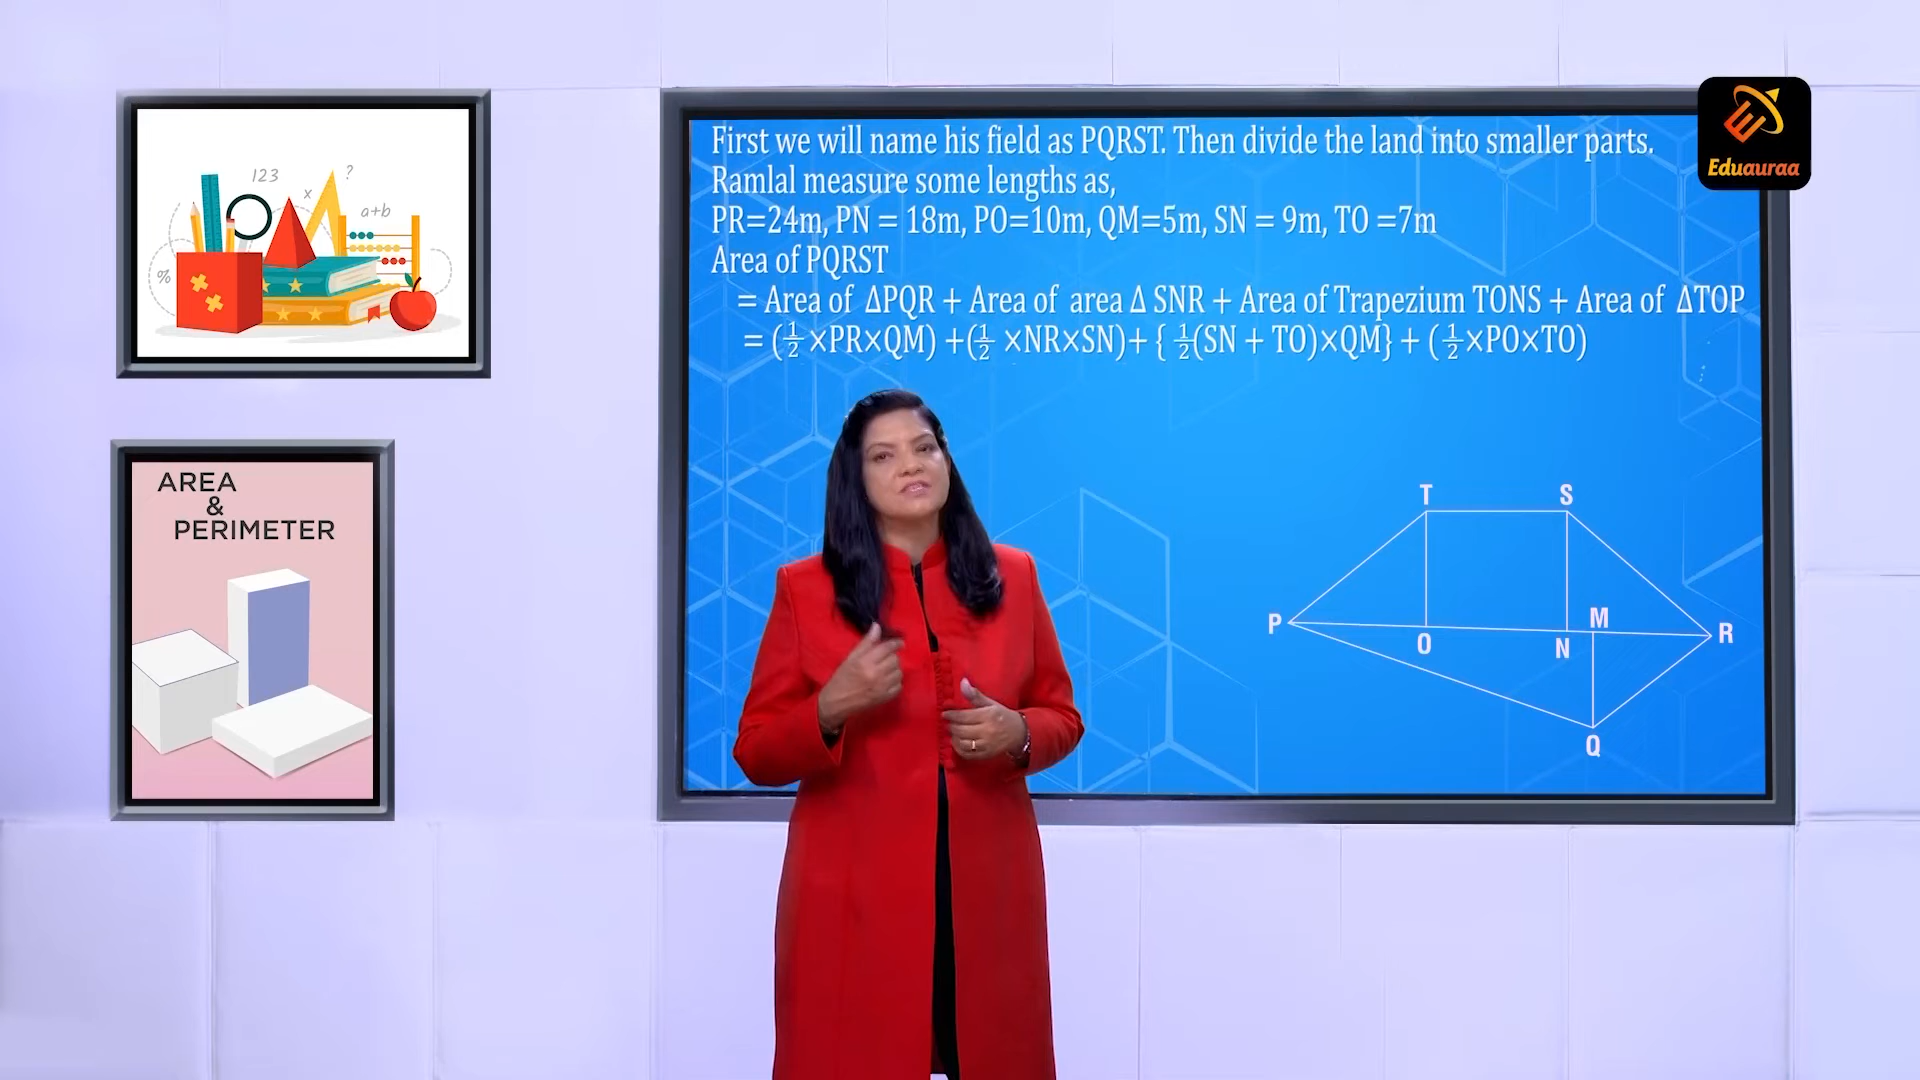 123
?
x
a+b
%
AREA
&
PERIMETER
First we will name his field as PQRST. Then divide the land into smaller parts.
Ramlal measure some lengths as,
PR=24m, PN = 18m, PO=10m, QM=5m, SN = 9m, TO =7m
Area of PQRST
= Area of ΔPQR + Area of area Δ SNR + Area of Trapezium TONS + Area of ΔTOP
= (½ ×PR×QM) +(½ ×NR×SN)+ { ½(SN + TO)×QM} + (½×PO×TO)
T S
P O N M R
Q
Eduauraa